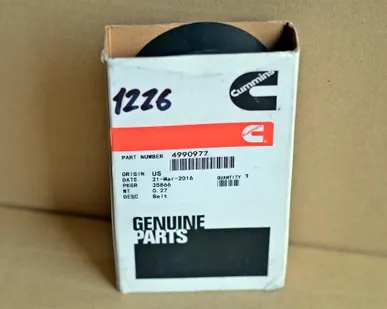 1226
Cummins
PART NUMBER 4990977
ORIGIN US
DATE 21-Mar-2016 QUANTITY 1
PKGR 35866
WT 0.27
DESC Belt
GENUINE
PARTS